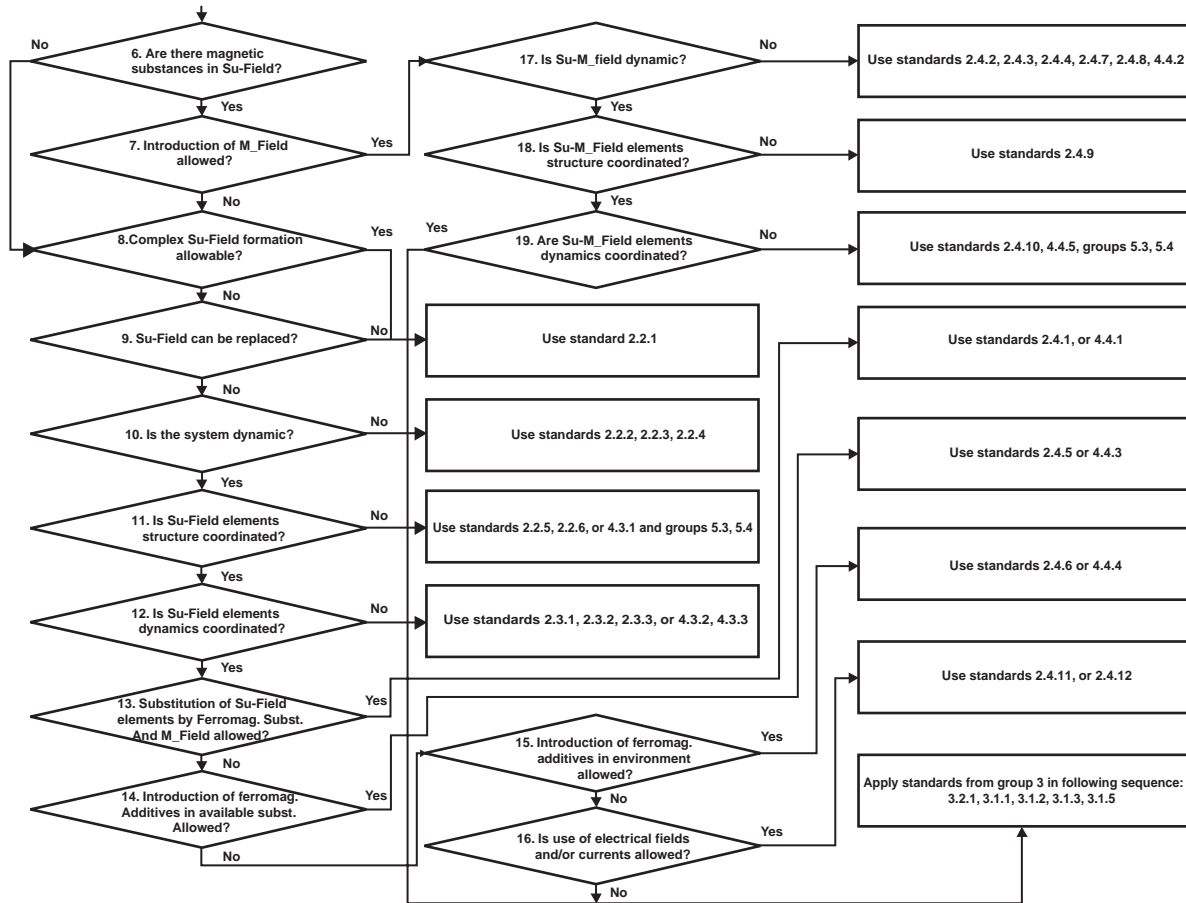 No
6. Are there magnetic
substances in Su-Field?
Yes
7. Introduction of M_Field
allowed?
Yes
No
8.Complex Su-Field formation
allowable?
Yes
No
9. Su-Field can be replaced?
No
No
10. Is the system dynamic?
No
Yes
11. Is Su-Field elements
structure coordinated?
No
Yes
12. Is Su-Field elements
dynamics coordinated?
No
Yes
13. Substitution of Su-Field
elements by Ferromag. Subst.
And M_Field allowed?
Yes
No
14. Introduction of ferromag.
Additives in available subst.
Allowed?
Yes
No
17. Is Su-M_field dynamic?
No
Yes
18. Is Su-M_Field elements
structure coordinated?
No
Yes
Yes
19. Are Su-M_Field elements
dynamics coordinated?
No
Use standard 2.2.1
Use standards 2.2.2, 2.2.3, 2.2.4
Use standards 2.2.5, 2.2.6, or 4.3.1 and groups 5.3, 5.4
Use standards 2.3.1, 2.3.2, 2.3.3, or 4.3.2, 4.3.3
15. Introduction of ferromag.
additives in environment
allowed?
Yes
No
16. Is use of electrical fields
and/or currents allowed?
Yes
No
Use standards 2.4.2, 2.4.3, 2.4.4, 2.4.7, 2.4.8, 4.4.2
Use standards 2.4.9
Use standards 2.4.10, 4.4.5, groups 5.3, 5.4
Use standards 2.4.1, or 4.4.1
Use standards 2.4.5 or 4.4.3
Use standards 2.4.6 or 4.4.4
Use standards 2.4.11, or 2.4.12
Apply standards from group 3 in following sequence:
3.2.1, 3.1.1, 3.1.2, 3.1.3, 3.1.5